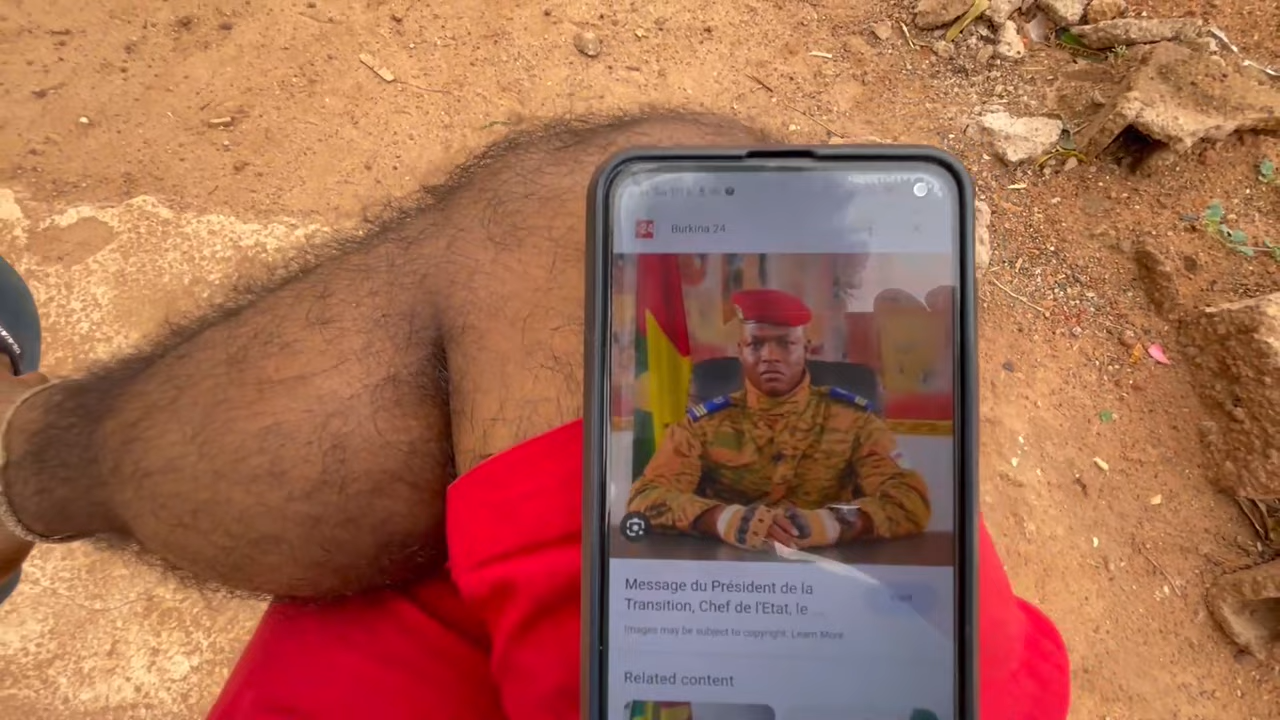 24
Burkina 24
Message du Président de la
Transition, Chef de l'Etat, le
Images may be subject to copyright. Learn More
Related content